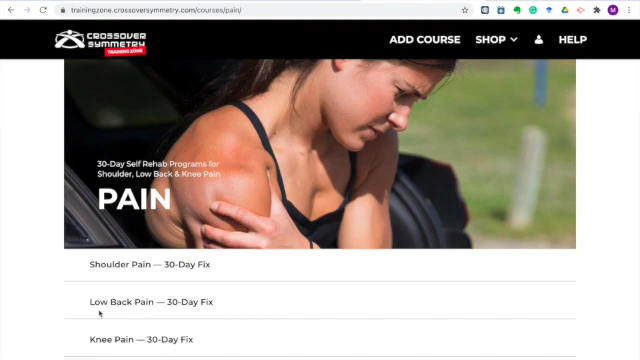 trainingzone.crossoversymmetry.com/courses/pain/
M
CROSSOVER
SYMMETRY
TRAINING ZONE
ADD COURSE
SHOP
HELP
30-Day Self Rehab Programs for
Shoulder, Low Back & Knee Pain
PAIN
Shoulder Pain — 30-Day Fix
Low Back Pain — 30-Day Fix
Knee Pain — 30-Day Fix